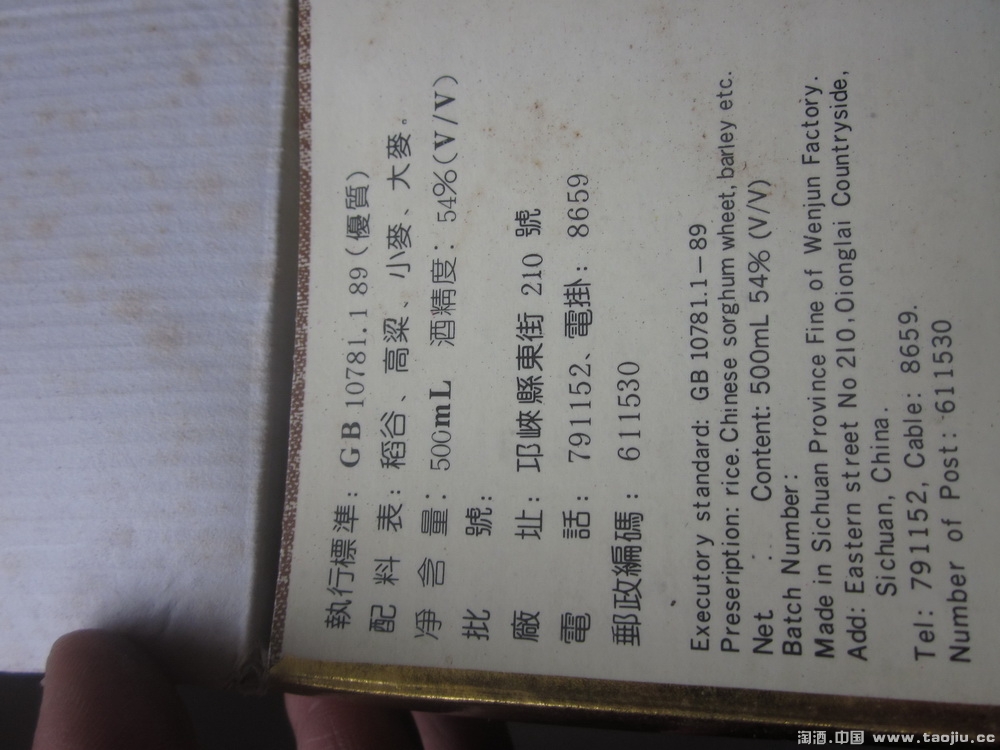 執行標準：GB 10781.1 89（優質）
配料表：稻谷、高粱、小麥、大麥。
净含量：500mL 酒精度：54%（V/V）
批號：
廠址：邛崍縣東街 210 號
電話：791152、電掛：8659
郵政編碼：611530
Executory standard: GB 10781.1－89
Preseription: rice. Chinese sorghum wheet, barley etc.
Net Content: 500mL 54% (V/V)
Batch Number:
Made in Sichuan Province Fine of Wenjun Factory.
Add: Eastern street No 210, Oionglai Countryside,
Sichuan, China.
Tel: 791152, Cable: 8659.
Number of Post: 611530
淘酒.中国 www.taojiu.cc